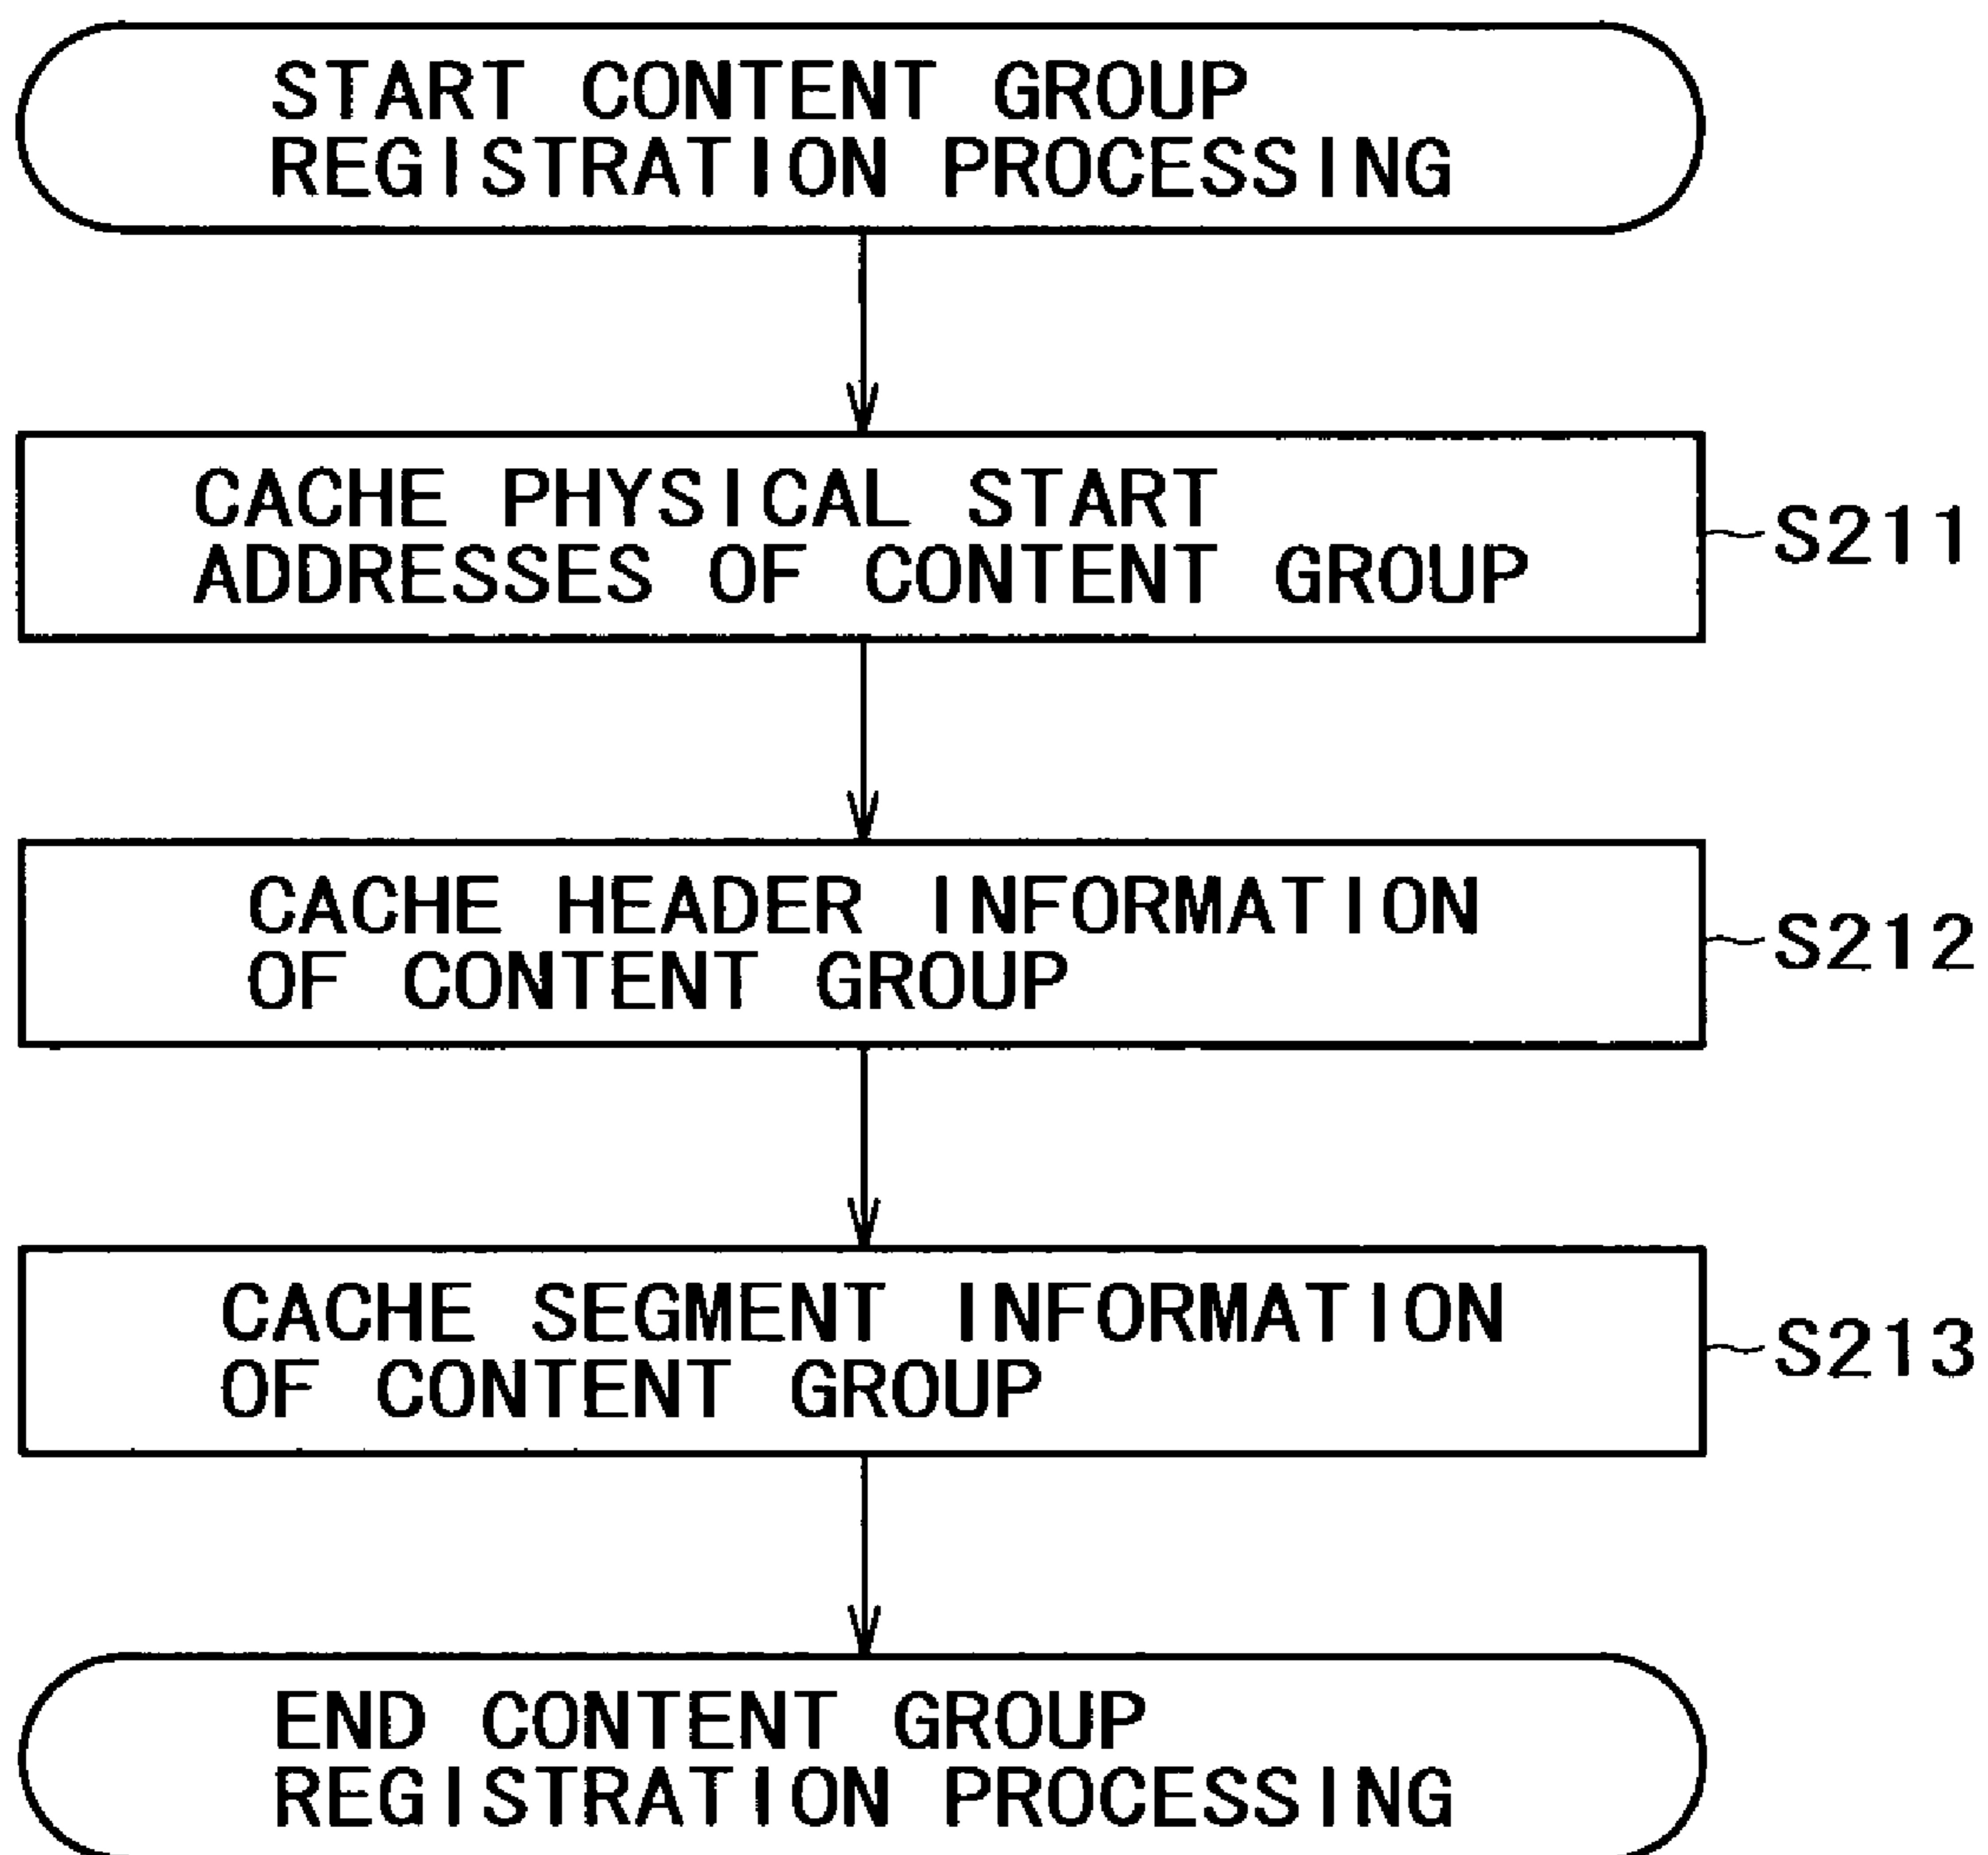 START CONTENT GROUP
REGISTRATION PROCESSING
CACHE PHYSICAL START
ADDRESSES OF CONTENT GROUP
S211
CACHE HEADER INFORMATION
OF CONTENT GROUP
S212
CACHE SEGMENT INFORMATION
OF CONTENT GROUP
S213
END CONTENT GROUP
REGISTRATION PROCESSING